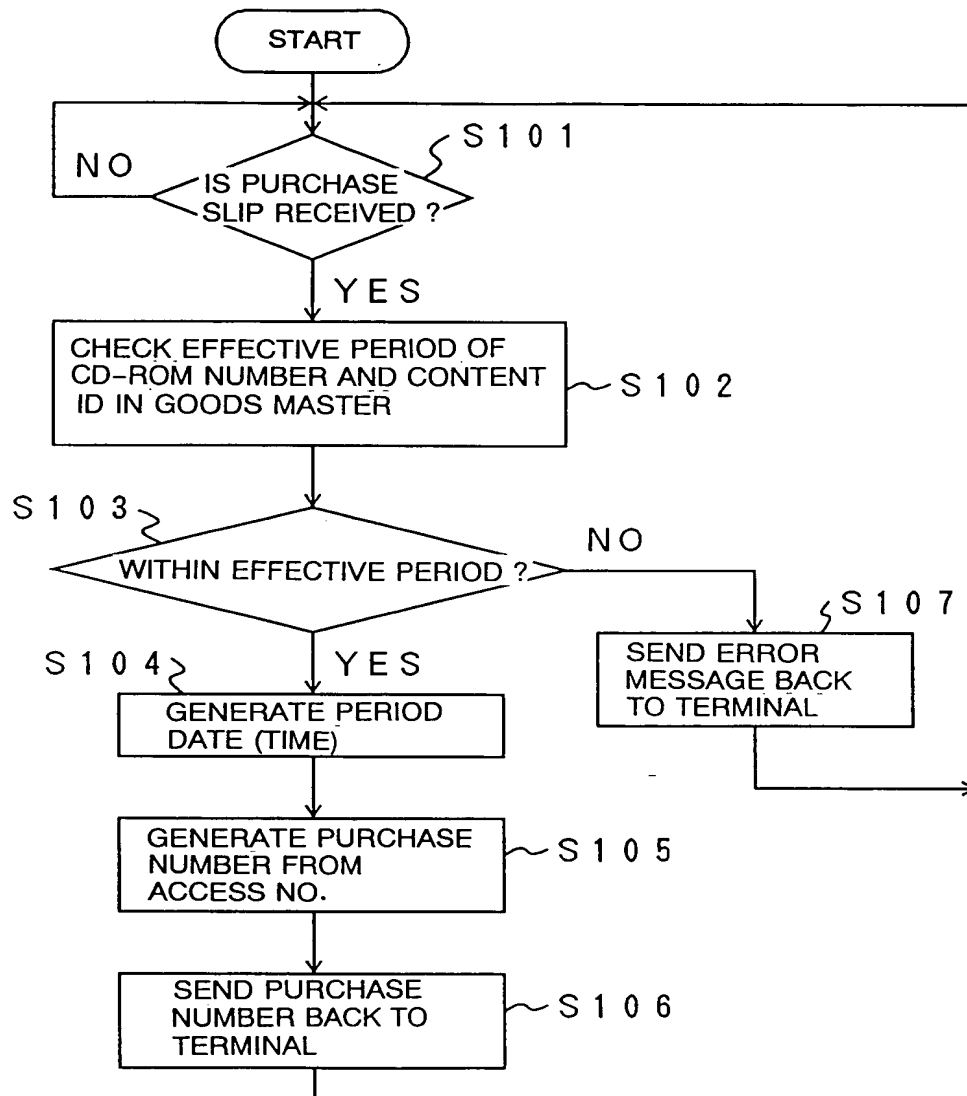 START
S101
NO
IS PURCHASE
SLIP RECEIVED ?
YES
CHECK EFFECTIVE PERIOD OF
CD-ROM NUMBER AND CONTENT
ID IN GOODS MASTER
S102
S103
NO
WITHIN EFFECTIVE PERIOD ?
S107
S104
YES
SEND ERROR
MESSAGE BACK
TO TERMINAL
GENERATE PERIOD
DATE (TIME)
GENERATE PURCHASE
NUMBER FROM
ACCESS NO.
S105
SEND PURCHASE
NUMBER BACK TO
TERMINAL
S106